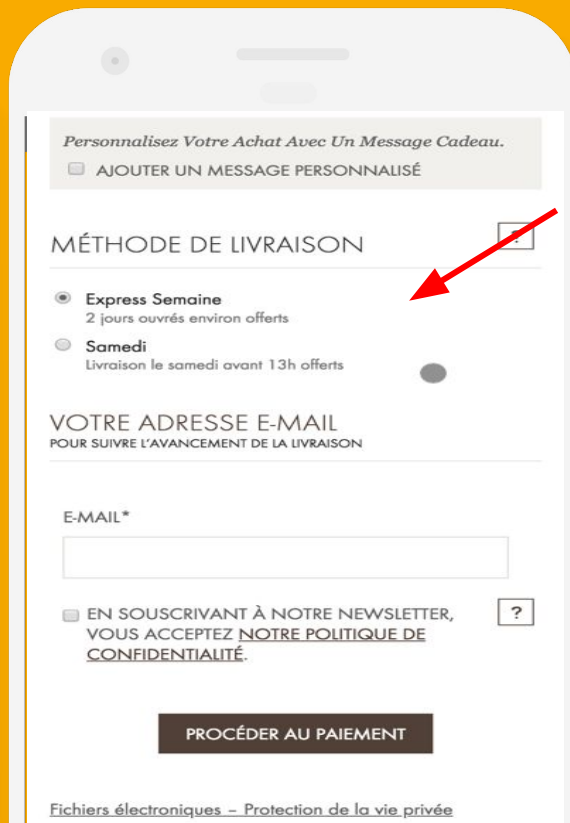 Personnalisez Votre Achat Avec Un Message Cadeau.
AJOUTER UN MESSAGE PERSONNALISÉ
MÉTHODE DE LIVRAISON
?
Express Semaine
2 jours ouvrés environ offerts
Samedi
Livraison le samedi avant 13h offerts
VOTRE ADRESSE E-MAIL
POUR SUIVRE L'AVANCEMENT DE LA LIVRAISON
E-MAIL*
EN SOUSCRIVANT À NOTRE NEWSLETTER,
?
VOUS ACCEPTEZ NOTRE POLITIQUE DE
CONFIDENTIALITÉ.
PROCÉDER AU PAIEMENT
Fichiers électroniques – Protection de la vie privée